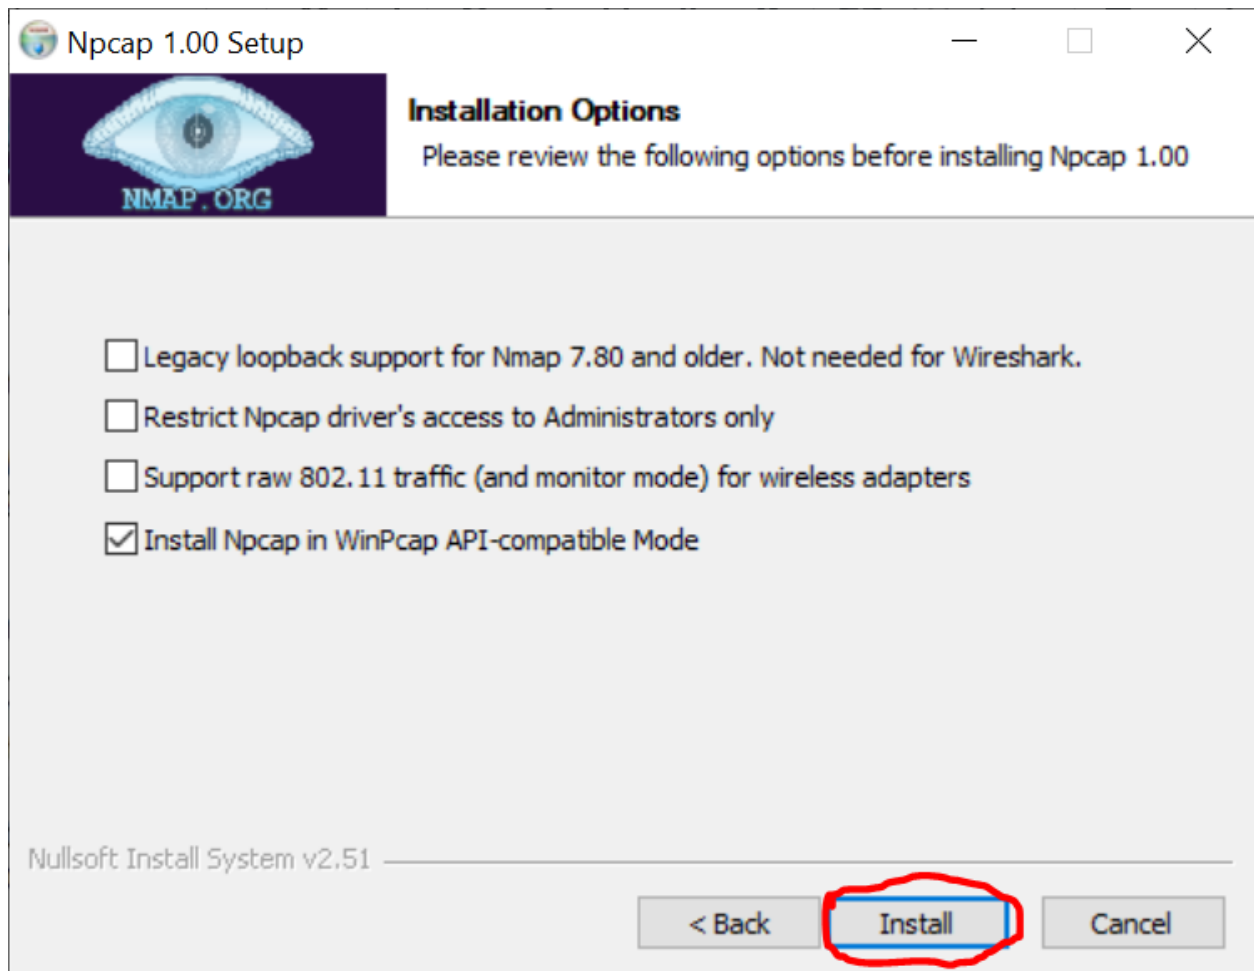 Npcap 1.00 Setup
NMAP.ORG
Installation Options
Please review the following options before installing Npcap 1.00
Legacy loopback support for Nmap 7.80 and older. Not needed for Wireshark.
Restrict Npcap driver's access to Administrators only
Support raw 802.11 traffic (and monitor mode) for wireless adapters
Install Npcap in WinPcap API-compatible Mode
Nullsoft Install System v2.51
< Back
Install
Cancel